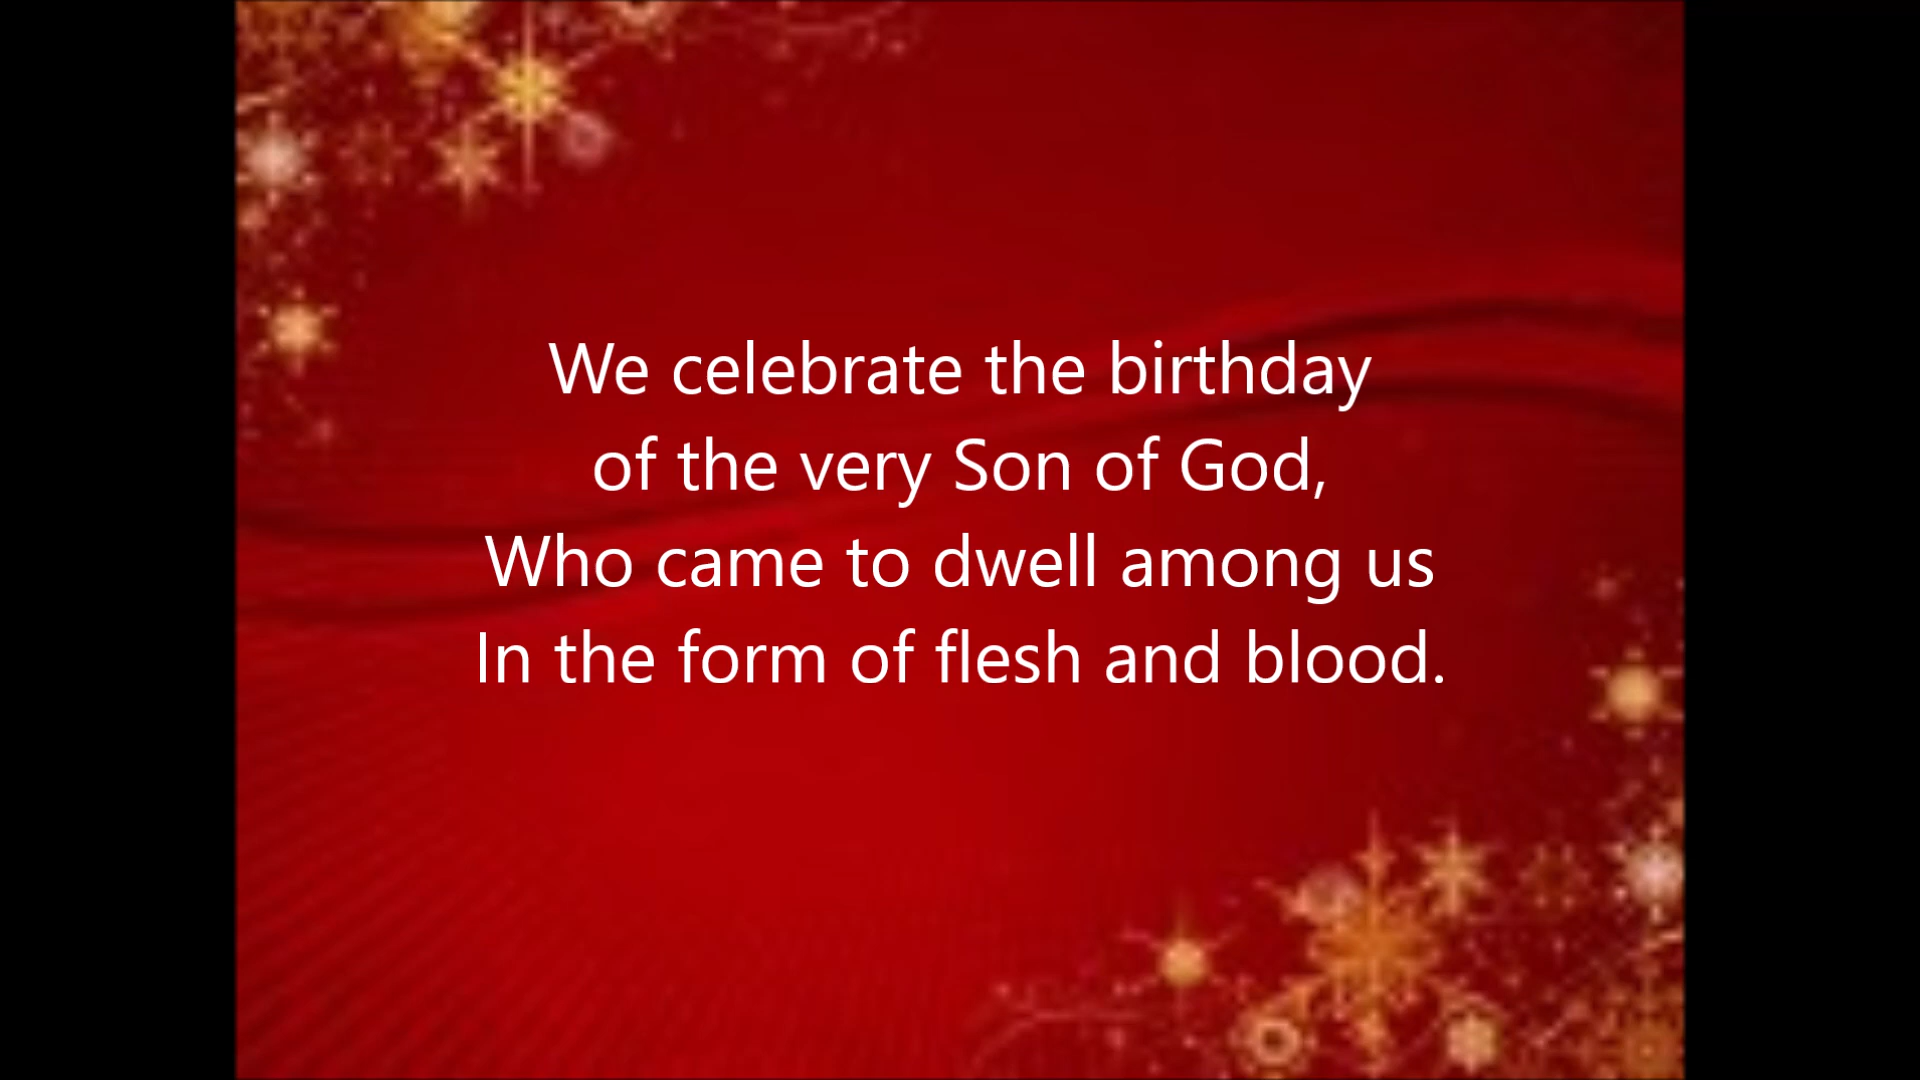 We celebrate the birthday
of the very Son of God,
Who came to dwell among us
In the form of flesh and blood.